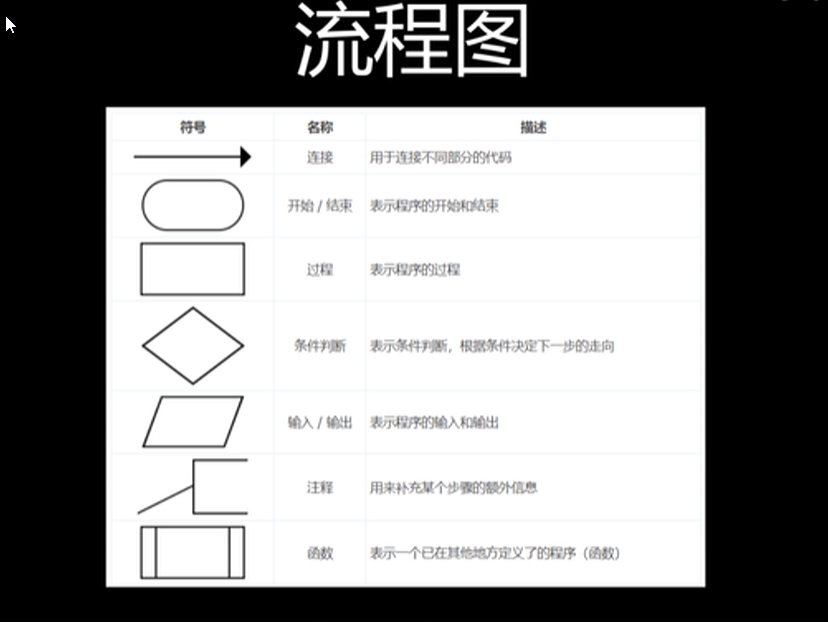 流程图
符号 名称 描述
连接 用于连接不同部分的代码
开始 / 结束 表示程序的开始和结束
过程 表示程序的过程
条件判断 表示条件判断，根据条件决定下一步的走向
输入 / 输出 表示程序的输入和输出
注释 用来补充某个步骤的额外信息
函数 表示一个已在其他地方定义了的程序（函数）